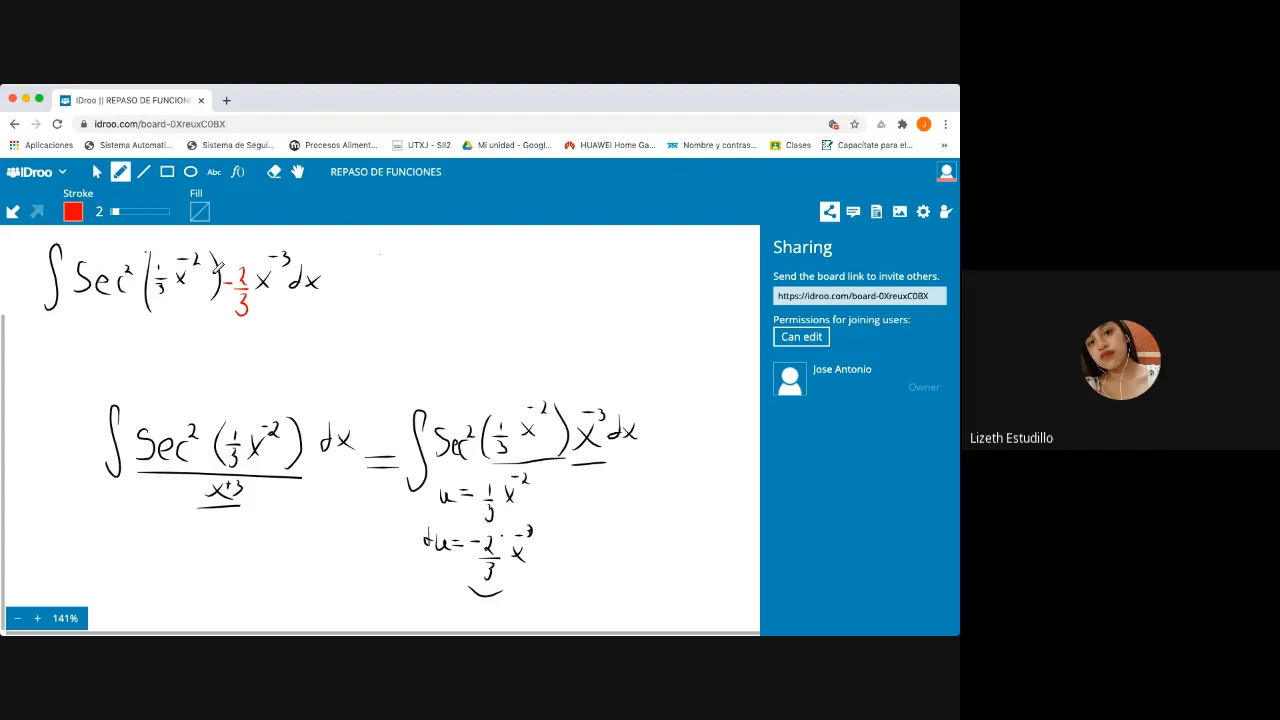 IDroo || REPASO DE FUNCION
idroo.com/board-0XreuxC0BX
Aplicaciones Sistema Automati... Sistema de Segui... Procesos Aliment... UTXJ - SII2 Mi unidad - Googl... HUAWEI Home Ga... Nombre y contras... Clases Capacítate para el... »
IDroo Abc f() REPASO DE FUNCIONES
Stroke Fill
2
Sharing
Send the board link to invite others.
https://idroo.com/board-0XreuxC0BX
Permissions for joining users:
Can edit
Jose Antonio
Owner
∫ Sec² (1/3 x⁻²) -2/3 x⁻³ dx
∫ Sec² (1/3 x⁻²) / x⁺³ dx = ∫ Sec² (1/3 x⁻²) x⁻³ dx
u = 1/3 x⁻²
du = -2/3 · x⁻³
− + 141%
Lizeth Estudillo